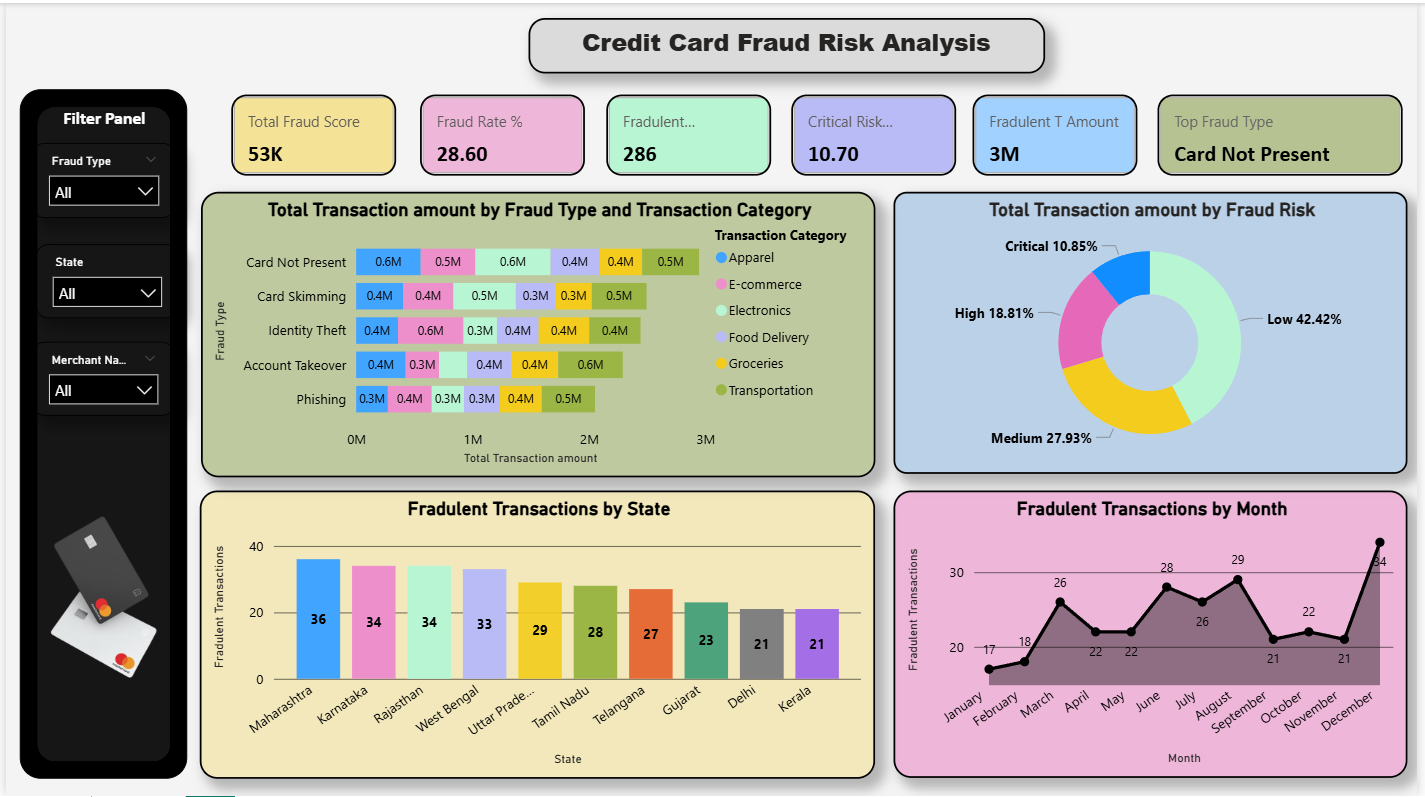 Credit Card Fraud Risk Analysis
Filter Panel
Fraud Type
All
State
All
Merchant Na...
All
Total Fraud Score
53K
Fraud Rate %
28.60
Fradulent...
286
Critical Risk...
10.70
Fradulent T Amount
3M
Top Fraud Type
Card Not Present
Total Transaction amount by Fraud Type and Transaction Category
Fraud Type
Card Not Present 0.6M 0.5M 0.6M 0.4M 0.4M 0.5M
Card Skimming 0.4M 0.4M 0.5M 0.3M 0.3M 0.5M
Identity Theft 0.4M 0.6M 0.3M 0.4M 0.4M 0.4M
Account Takeover 0.4M 0.3M 0.4M 0.4M 0.6M
Phishing 0.3M 0.4M 0.3M 0.3M 0.4M 0.5M
0M 1M 2M 3M
Total Transaction amount
Transaction Category
Apparel
E-commerce
Electronics
Food Delivery
Groceries
Transportation
Total Transaction amount by Fraud Risk
Critical 10.85%
High 18.81%
Low 42.42%
Medium 27.93%
Fradulent Transactions by State
Fradulent Transactions
40
20
0
36 34 34 33 29 28 27 23 21 21
Maharashtra Karnataka Rajasthan West Bengal Uttar Prade... Tamil Nadu Telangana Gujarat Delhi Kerala
State
Fradulent Transactions by Month
Fradulent Transactions
30
20
17 18 26 22 22 28 26 29 21 22 21 34
January February March April May June July August September October November December
Month